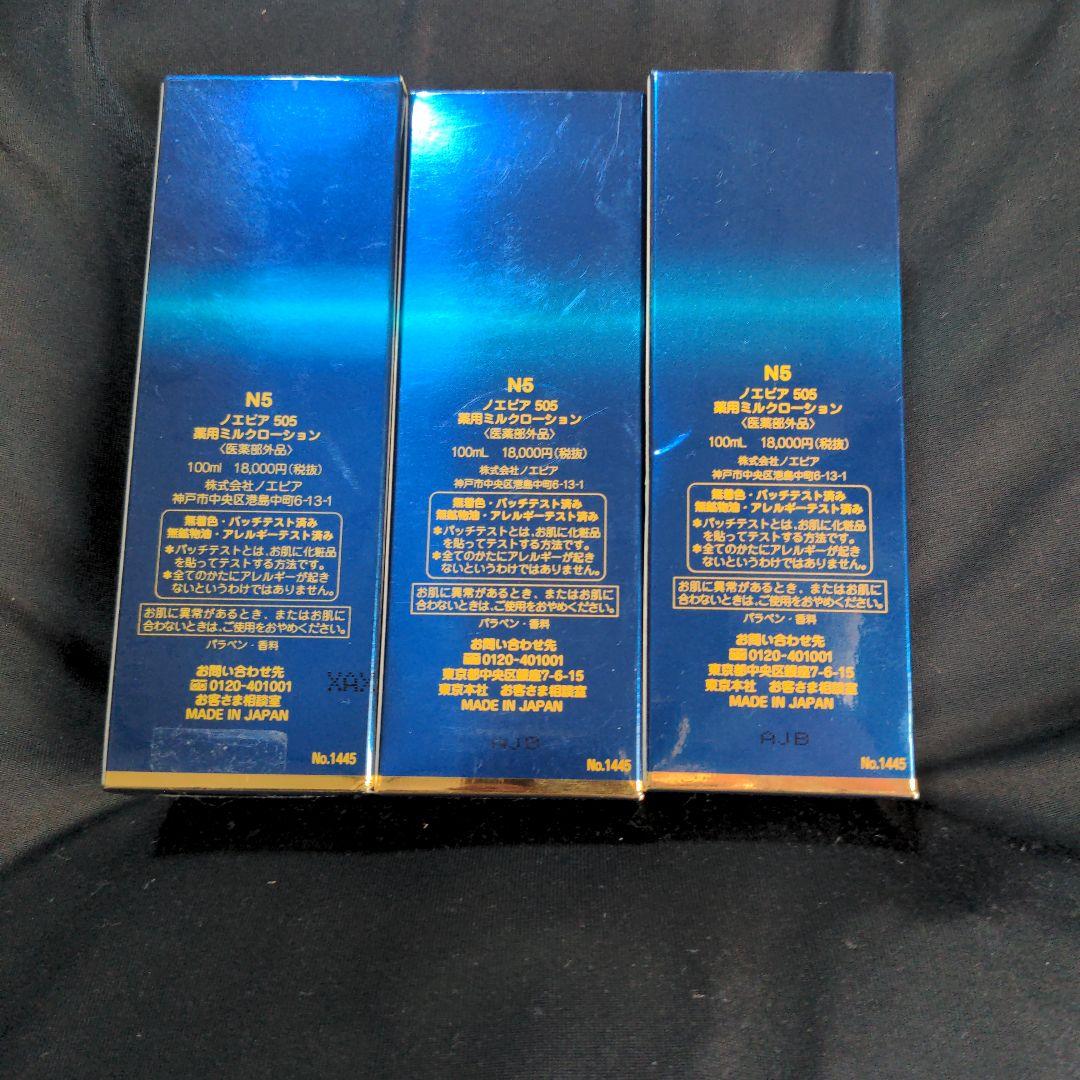 N5
ノエビア 505
薬用ミルクローション
〈医薬部外品〉
100ml 18,000円(税抜)
株式会社ノエビア
神戸市中央区港島中町6-13-1
無着色・パッチテスト済み
無鉱物油・アレルギーテスト済み
*パッチテストとは、お肌に化粧品
を貼ってテストする方法です。
*全てのかたにアレルギーが起き
ないというわけではありません。
お肌に異常があるとき、またはお肌に
合わないときは、ご使用をおやめください。
パラベン・香料
お問い合わせ先
0120-401001
お客さま相談室
MADE IN JAPAN
XAX
No.1445
N5
ノエビア 505
薬用ミルクローション
〈医薬部外品〉
100mL 18,000円(税抜)
株式会社ノエビア
神戸市中央区港島中町6-13-1
無着色・パッチテスト済み
無鉱物油・アレルギーテスト済み
*パッチテストとは、お肌に化粧品
を貼ってテストする方法です。
*全てのかたにアレルギーが起き
ないというわけではありません。
お肌に異常があるとき、またはお肌に
合わないときは、ご使用をおやめください。
パラベン・香料
お問い合わせ先
0120-401001
東京都中央区銀座7-6-15
東京本社 お客さま相談室
MADE IN JAPAN
AJB
No.1445
N5
ノエビア 505
薬用ミルクローション
〈医薬部外品〉
100mL 18,000円(税抜)
株式会社ノエビア
神戸市中央区港島中町6-13-1
無着色・パッチテスト済み
無鉱物油・アレルギーテスト済み
*パッチテストとは、お肌に化粧品
を貼ってテストする方法です。
*全てのかたにアレルギーが起き
ないというわけではありません。
お肌に異常があるとき、またはお肌に
合わないときは、ご使用をおやめください。
パラベン・香料
お問い合わせ先
0120-401001
東京都中央区銀座7-6-15
東京本社 お客さま相談室
MADE IN JAPAN
AJB
No.1445